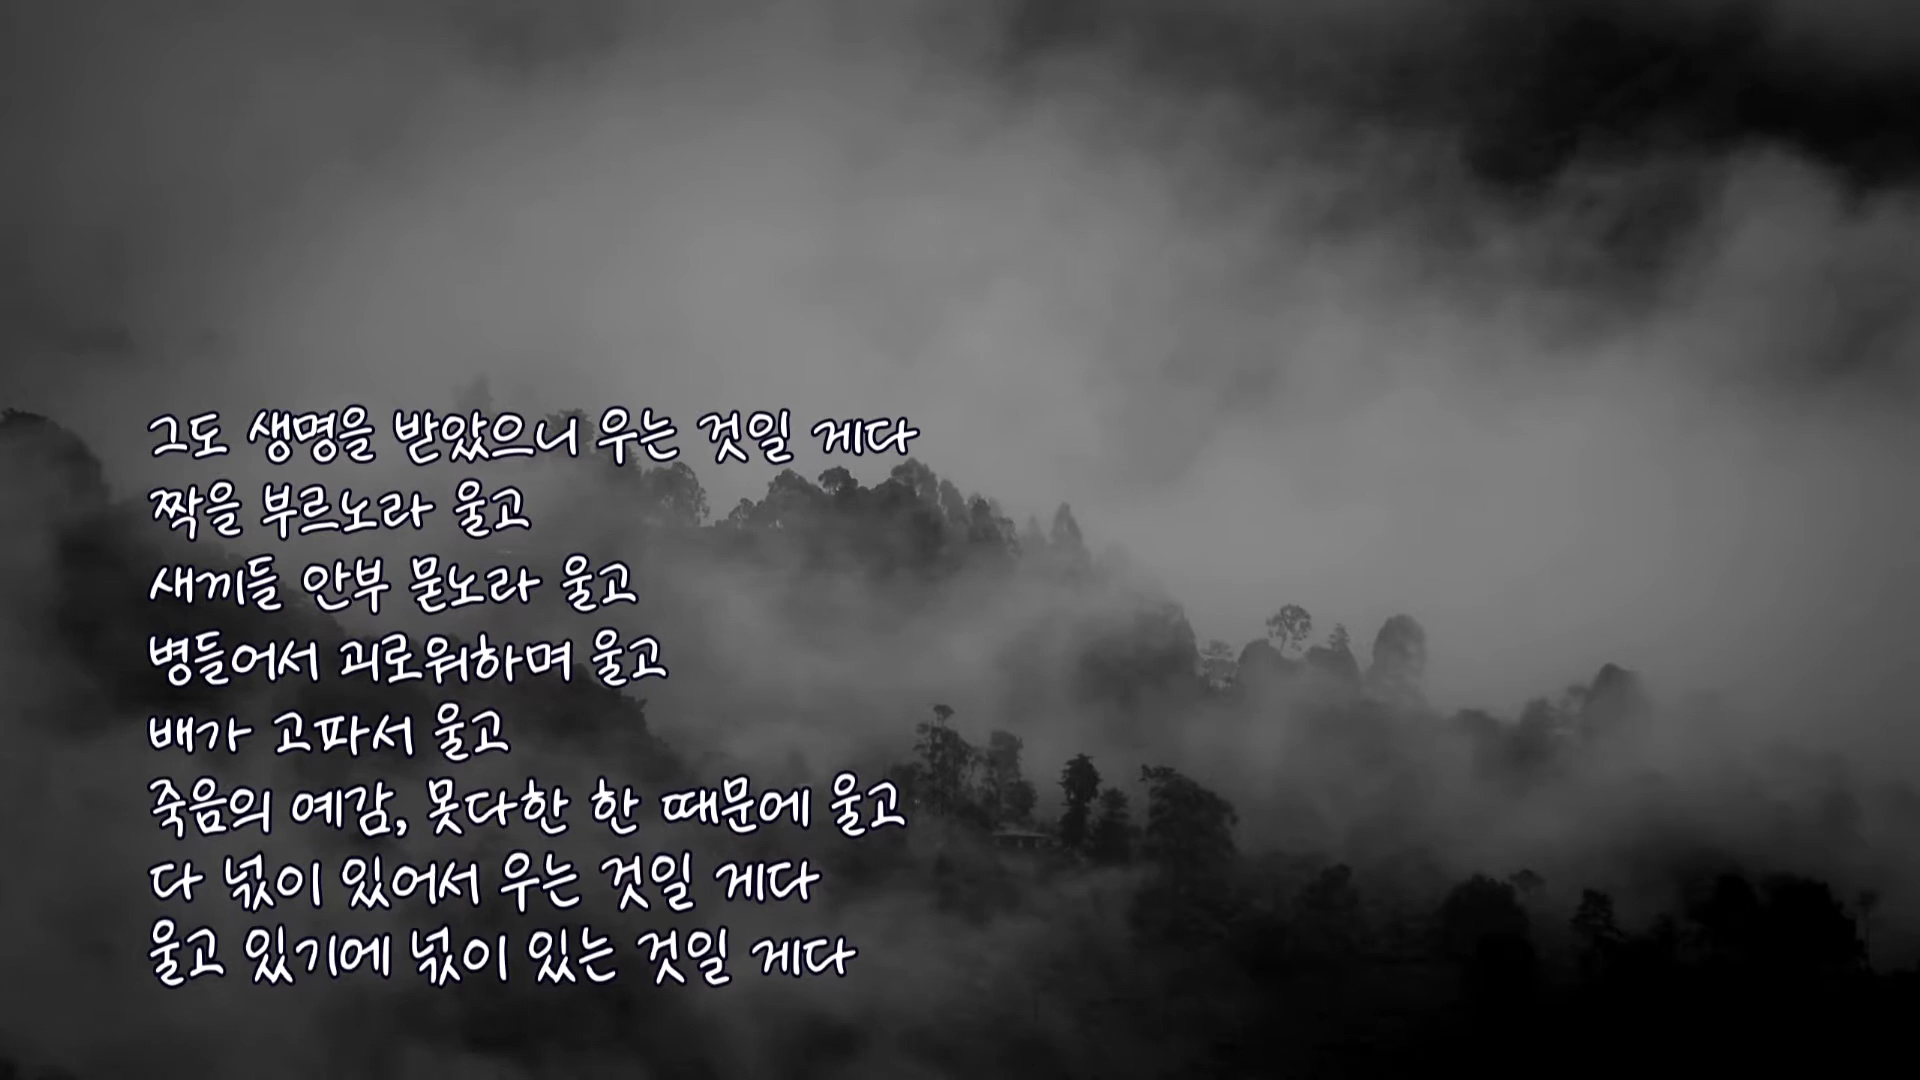 그도 생명을 받았으니 우는 것일 게다
짝을 부르노라 울고
새끼들 안부 묻노라 울고
병들어서 괴로워하며 울고
배가 고파서 울고
죽음의 예감, 못다한 한 때문에 울고
다 넋이 있어서 우는 것일 게다
울고 있기에 넋이 있는 것일 게다